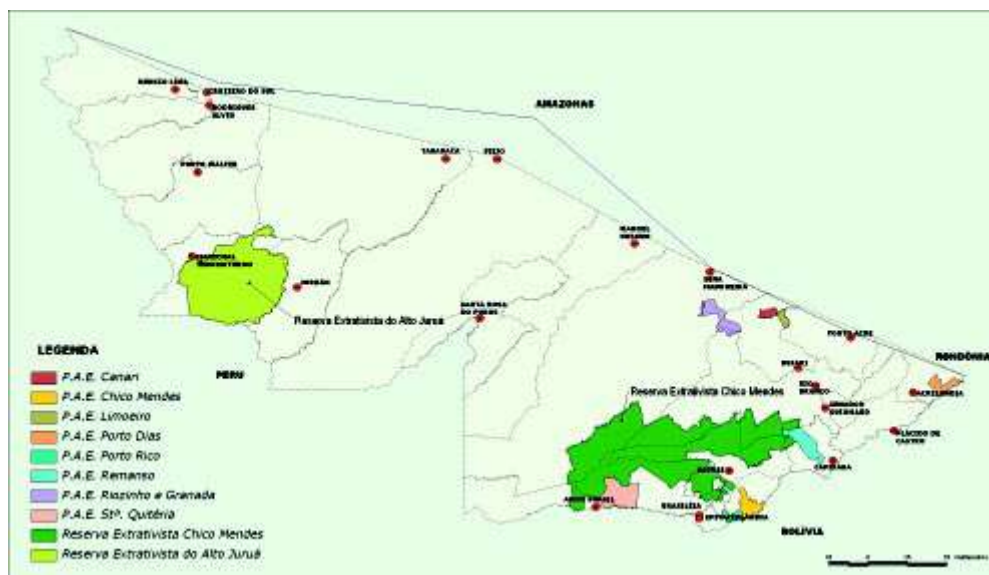 AMAZONAS
CRUZEIRO DO SUL
RODRIGUES
ALVES
PORTO WALTER
TARAUACÁ
FEIJÓ
MANOEL
URBANO
SENA
MADUREIRA
MARECHAL
THAUMATURGO
JORDÃO
SANTA ROSA
DO PURUS
Reserva Extrativista do Alto Juruá
PORTO ACRE
RONDÔNIA
BUJARI
RIO
BRANCO
ACRELÂNDIA
SENADOR
GUIOMARD
PLÁCIDO DE
CASTRO
Reserva Extrativista Chico Mendes
CAPIXABA
XAPURI
ASSIS BRASIL
BRASILÉIA
EPITACIOLÂNDIA
BOLÍVIA
PERU
LEGENDA
P.A.E. Canari
P.A.E. Chico Mendes
P.A.E. Limoeiro
P.A.E. Porto Dias
P.A.E. Porto Rico
P.A.E. Remanso
P.A.E. Riozinho e Granada
P.A.E. Stª. Quitéria
Reserva Extrativista Chico Mendes
Reserva Extrativista do Alto Juruá